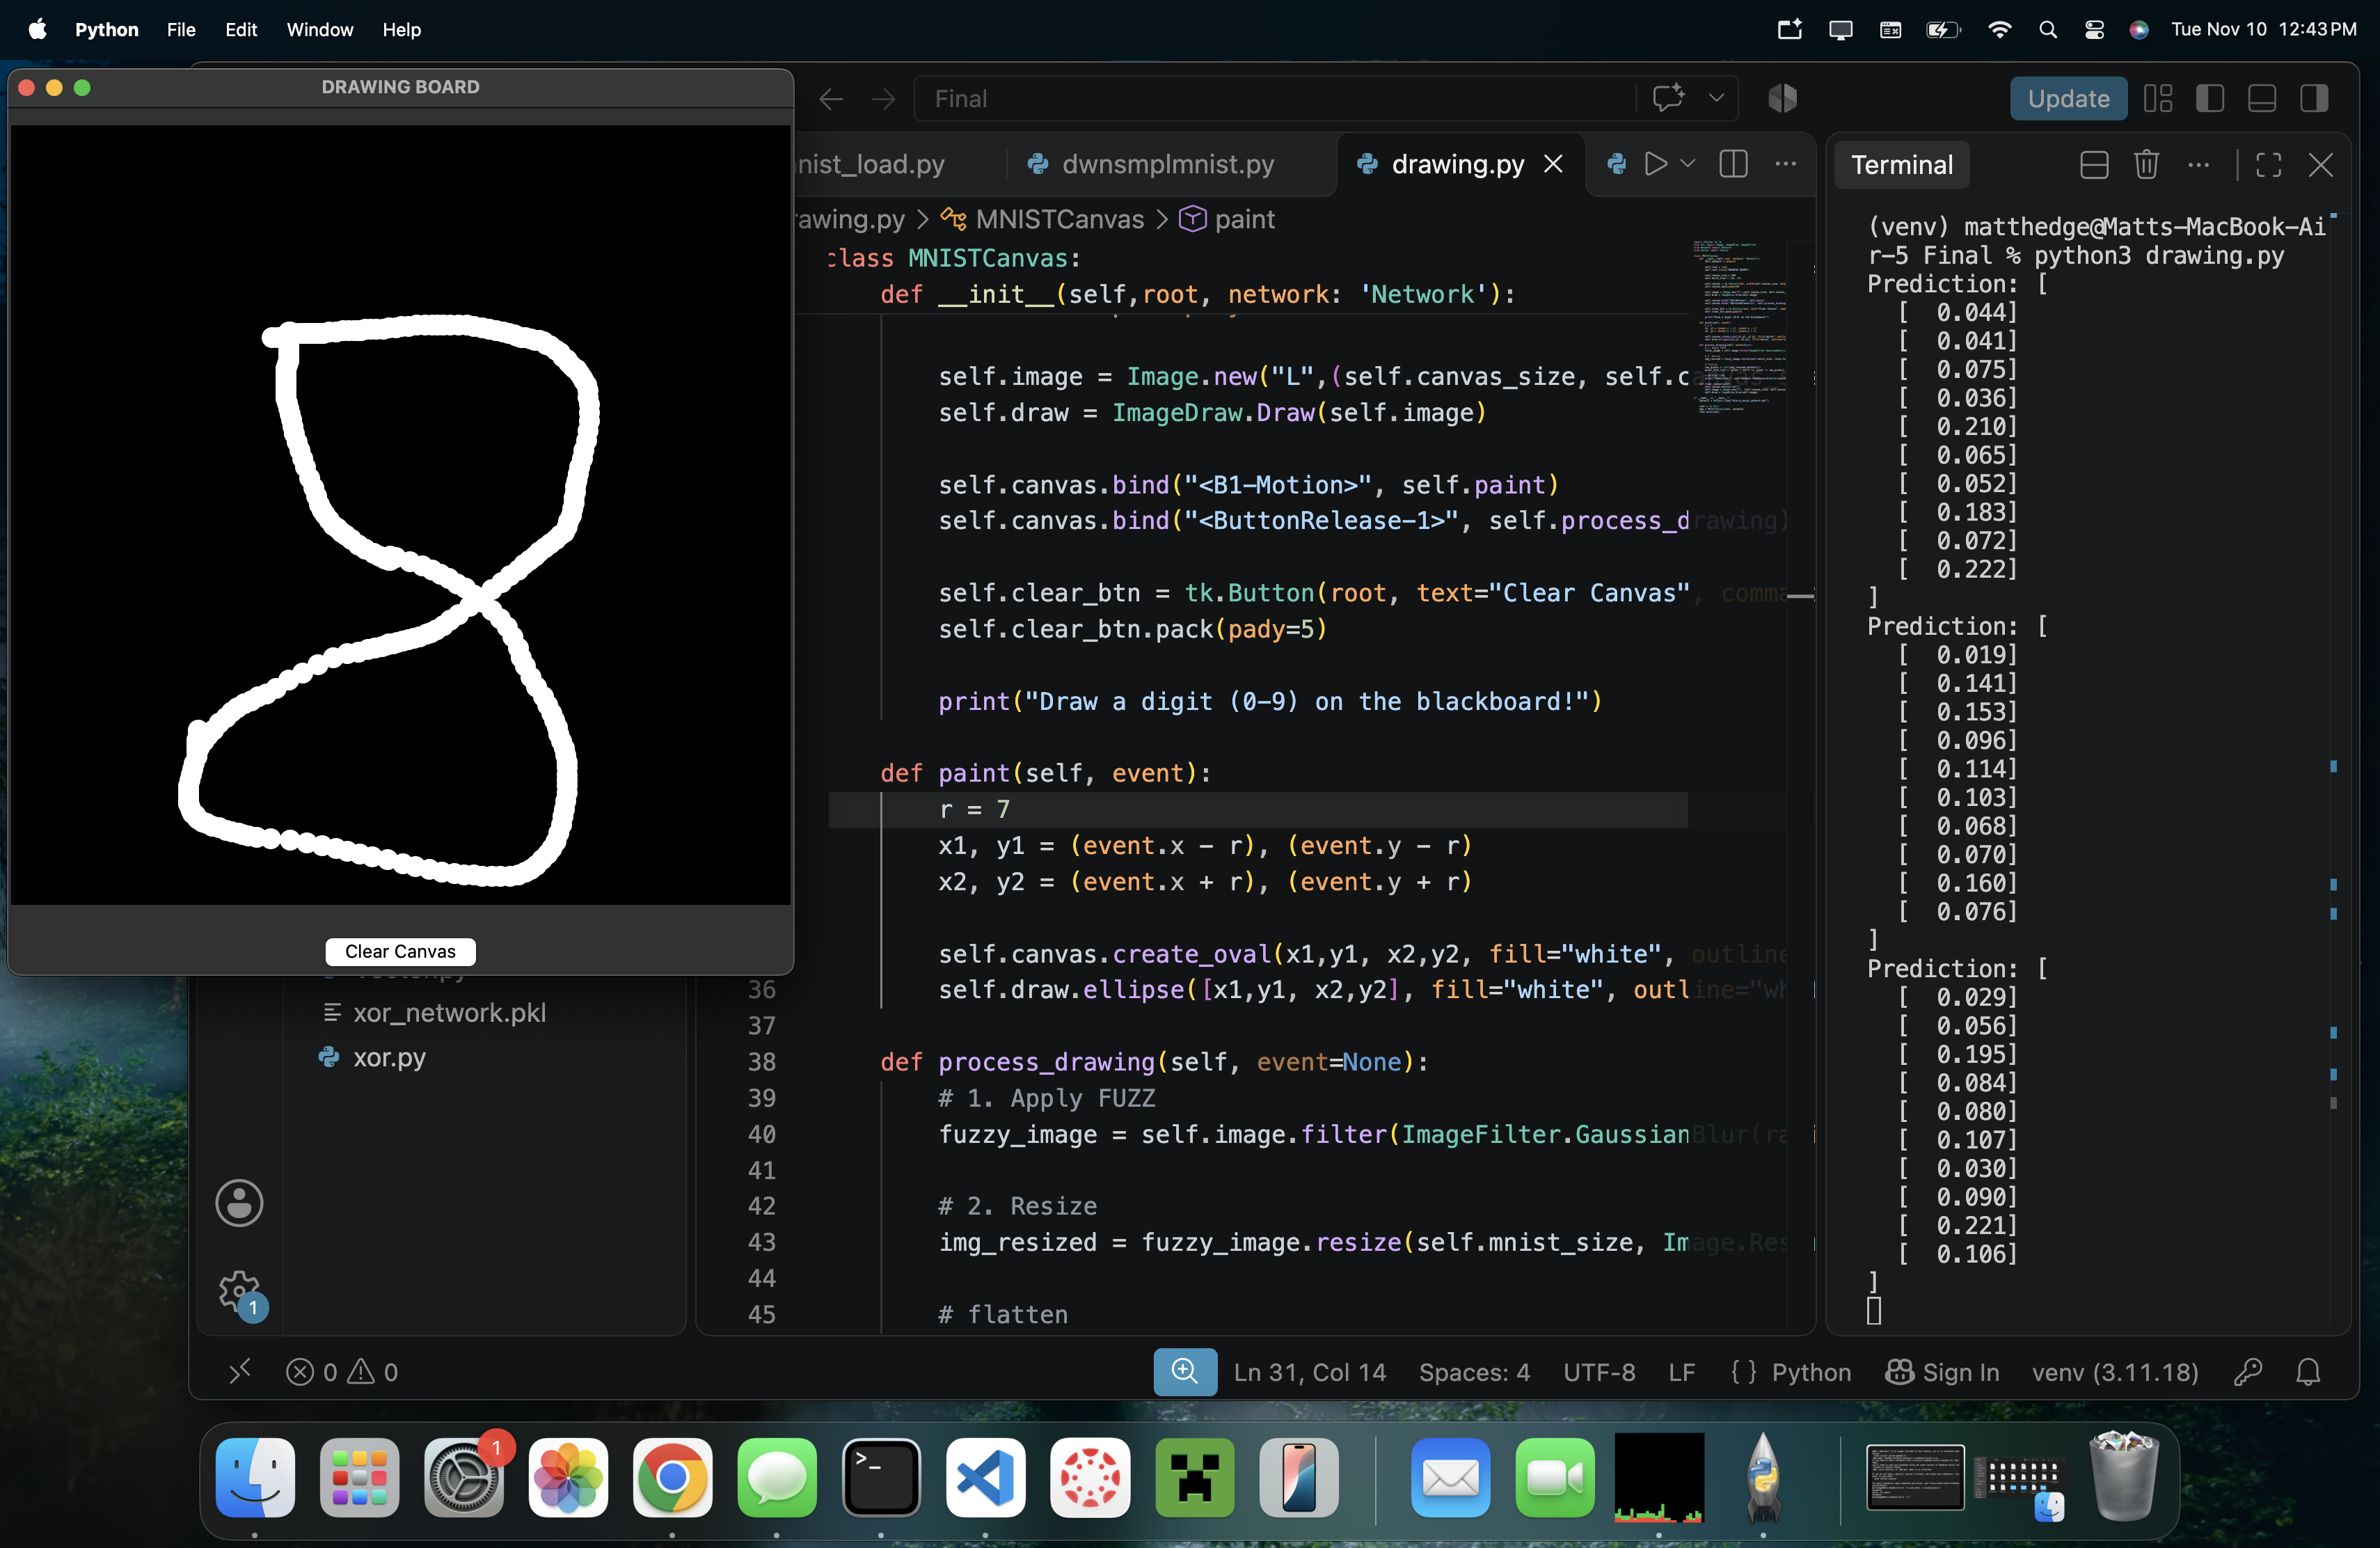 Python File Edit Window Help Tue Nov 10 12:43 PM
DRAWING BOARD
Clear Canvas
Final
Update
nist_load.py dwnsmplmnist.py drawing.py
rawing.py > MNISTCanvas > paint
class MNISTCanvas:
def __init__(self,root, network: 'Network'):
self.image = Image.new("L",(self.canvas_size, self.c
self.draw = ImageDraw.Draw(self.image)
self.canvas.bind("<B1-Motion>", self.paint)
self.canvas.bind("<ButtonRelease-1>", self.process_drawing)
self.clear_btn = tk.Button(root, text="Clear Canvas", comma
self.clear_btn.pack(pady=5)
print("Draw a digit (0-9) on the blackboard!")
def paint(self, event):
r = 7
x1, y1 = (event.x - r), (event.y - r)
x2, y2 = (event.x + r), (event.y + r)
self.canvas.create_oval(x1,y1, x2,y2, fill="white", outline
36 self.draw.ellipse([x1,y1, x2,y2], fill="white", outline="wh
37
38 def process_drawing(self, event=None):
39 # 1. Apply FUZZ
40 fuzzy_image = self.image.filter(ImageFilter.GaussianBlur(ra
41
42 # 2. Resize
43 img_resized = fuzzy_image.resize(self.mnist_size, Image.Res
44
45 # flatten
xor_network.pkl
xor.py
1
Terminal
(venv) matthedge@Matts-MacBook-Ai
r-5 Final % python3 drawing.py
Prediction: [
[ 0.044]
[ 0.041]
[ 0.075]
[ 0.036]
[ 0.210]
[ 0.065]
[ 0.052]
[ 0.183]
[ 0.072]
[ 0.222]
]
Prediction: [
[ 0.019]
[ 0.141]
[ 0.153]
[ 0.096]
[ 0.114]
[ 0.103]
[ 0.068]
[ 0.070]
[ 0.160]
[ 0.076]
]
Prediction: [
[ 0.029]
[ 0.056]
[ 0.195]
[ 0.084]
[ 0.080]
[ 0.107]
[ 0.030]
[ 0.090]
[ 0.221]
[ 0.106]
]
0 0 Ln 31, Col 14 Spaces: 4 UTF-8 LF { } Python Sign In venv (3.11.18)
1